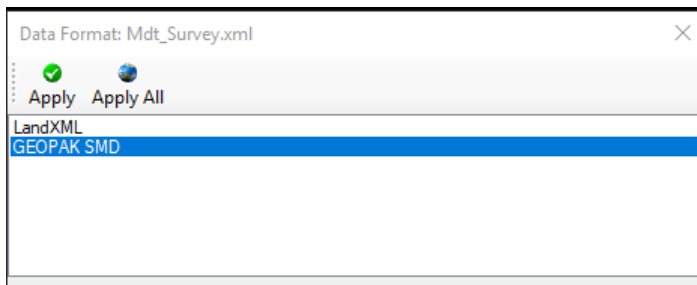 Data Format: Mdt_Survey.xml
Apply Apply All
LandXML
GEOPAK SMD